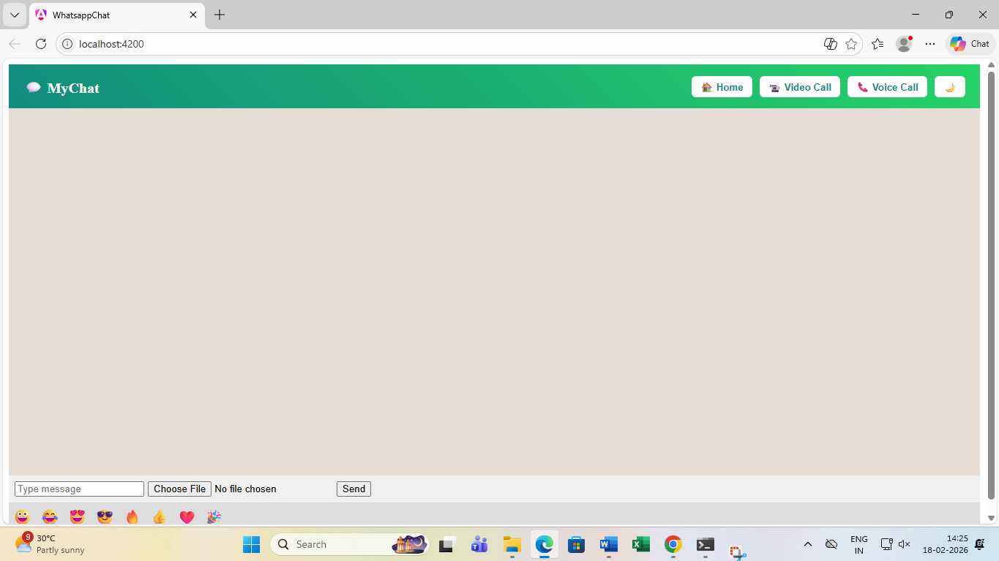 WhatsappChat
localhost:4200
Chat
MyChat
Home
Video Call
Voice Call
Type message
Choose File No file chosen
Send
9
30°C
Partly sunny
Search
ENG
IN
14:25
18-02-2026